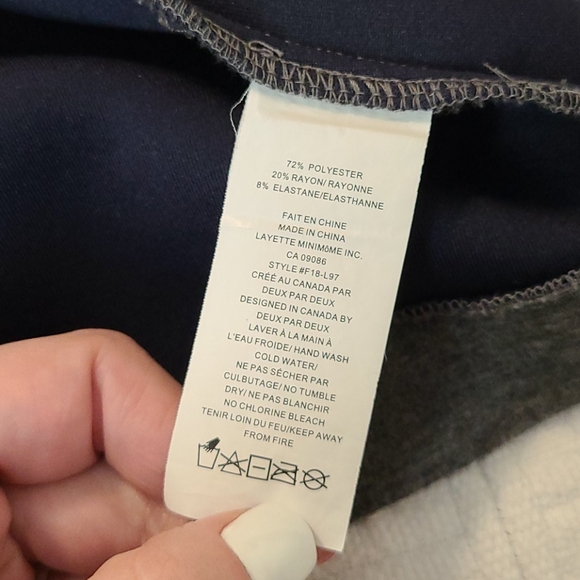 72% POLYESTER
20% RAYON/ RAYONNE
8% ELASTANE/ELASTHANNE
FAIT EN CHINE
MADE IN CHINA
LAYETTE MINIMôME INC.
CA 09086
STYLE #F18-L97
CRÉÉ AU CANADA PAR
DEUX PAR DEUX
DESIGNED IN CANADA BY
DEUX PAR DEUX
LAVER À LA MAIN À
L'EAU FROIDE/ HAND WASH
COLD WATER/
NE PAS SÉCHER PAR
CULBUTAGE/ NO TUMBLE
DRY/ NE PAS BLANCHIR
NO CHLORINE BLEACH
TENIR LOIN DU FEU/KEEP AWAY
FROM FIRE